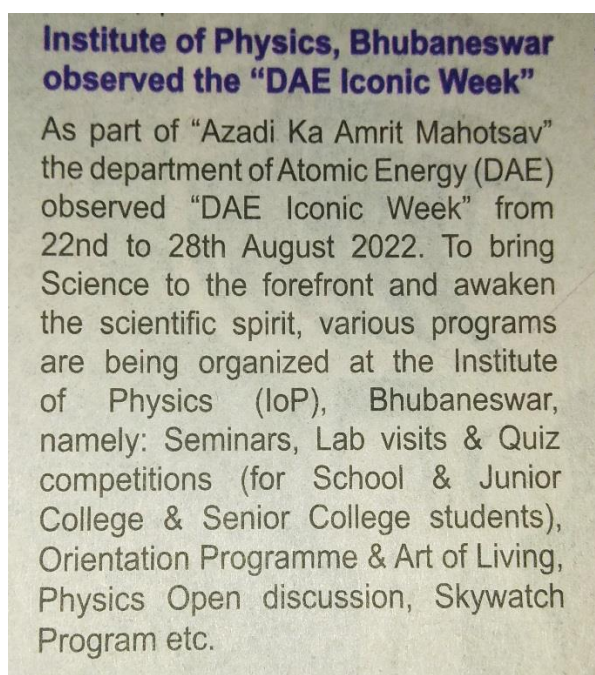 Institute of Physics, Bhubaneswar
observed the “DAE Iconic Week”
As part of “Azadi Ka Amrit Mahotsav”
the department of Atomic Energy (DAE)
observed “DAE Iconic Week” from
22nd to 28th August 2022. To bring
Science to the forefront and awaken
the scientific spirit, various programs
are being organized at the Institute
of Physics (IoP), Bhubaneswar,
namely: Seminars, Lab visits & Quiz
competitions (for School & Junior
College & Senior College students),
Orientation Programme & Art of Living,
Physics Open discussion, Skywatch
Program etc.